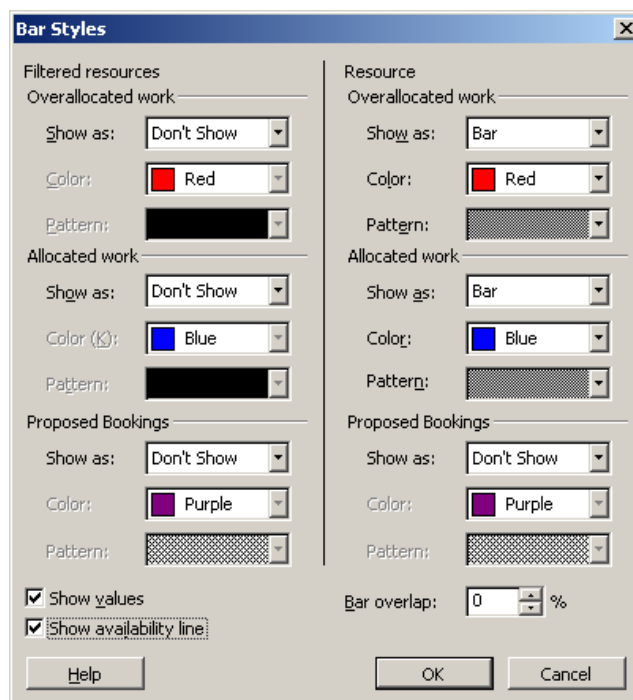 Bar Styles
Filtered resources
Overallocated work
Show as: Don't Show
Color: Red
Pattern:
Allocated work
Show as: Don't Show
Color (K): Blue
Pattern:
Proposed Bookings
Show as: Don't Show
Color: Purple
Pattern:
Resource
Overallocated work
Show as: Bar
Color: Red
Pattern:
Allocated work
Show as: Bar
Color: Blue
Pattern:
Proposed Bookings
Show as: Don't Show
Color: Purple
Pattern:
Show values
Show availability line
Bar overlap: 0 %
Help
OK
Cancel